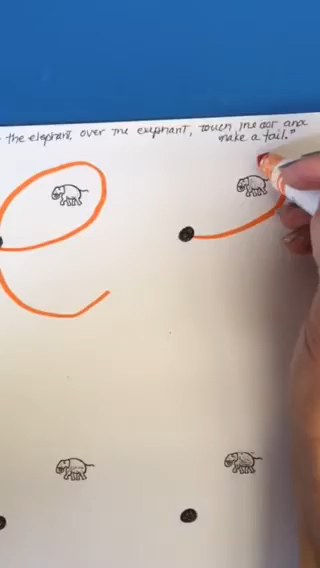 the elephant, over the elephant, touch the dot and
make a tail."
e